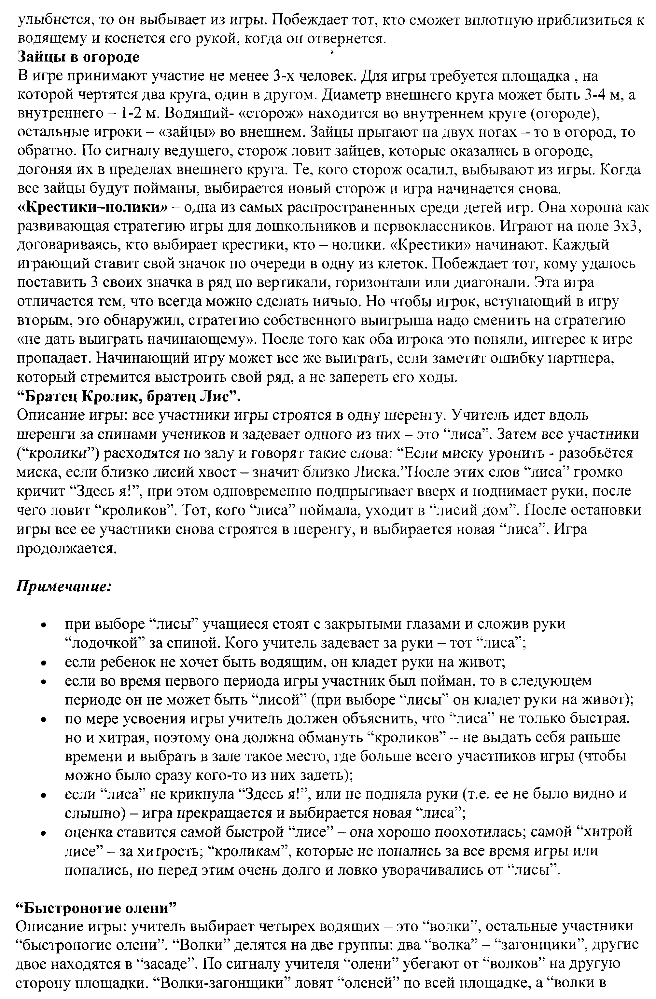 улыбнется, то он выбывает из игры. Побеждает тот, кто сможет вплотную приблизиться к
водящему и коснется его рукой, когда он отвернется.
Зайцы в огороде
В игре принимают участие не менее 3-х человек. Для игры требуется площадка , на
которой чертятся два круга, один в другом. Диаметр внешнего круга может быть 3-4 м, а
внутреннего – 1-2 м. Водящий- «сторож» находится во внутреннем круге (огороде),
остальные игроки – «зайцы» во внешнем. Зайцы прыгают на двух ногах – то в огород, то
обратно. По сигналу ведущего, сторож ловит зайцев, которые оказались в огороде,
догоняя их в пределах внешнего круга. Те, кого сторож осалил, выбывают из игры. Когда
все зайцы будут пойманы, выбирается новый сторож и игра начинается снова.
«Крестики–нолики» – одна из самых распространенных среди детей игр. Она хороша как
развивающая стратегию игры для дошкольников и первоклассников. Играют на поле 3х3,
договариваясь, кто выбирает крестики, кто – нолики. «Крестики» начинают. Каждый
играющий ставит свой значок по очереди в одну из клеток. Побеждает тот, кому удалось
поставить 3 своих значка в ряд по вертикали, горизонтали или диагонали. Эта игра
отличается тем, что всегда можно сделать ничью. Но чтобы игрок, вступающий в игру
вторым, это обнаружил, стратегию собственного выигрыша надо сменить на стратегию
«не дать выиграть начинающему». После того как оба игрока это поняли, интерес к игре
пропадает. Начинающий игру может все же выиграть, если заметит ошибку партнера,
который стремится выстроить свой ряд, а не запереть его ходы.
“Братец Кролик, братец Лис”.
Описание игры: все участники игры строятся в одну шеренгу. Учитель идет вдоль
шеренги за спинами учеников и задевает одного из них – это “лиса”. Затем все участники
(“кролики”) расходятся по залу и говорят такие слова: “Если миску уронить - разобьётся
миска, если близко лисий хвост – значит близко Лиска.”После этих слов “лиса” громко
кричит “Здесь я!”, при этом одновременно подпрыгивает вверх и поднимает руки, после
чего ловит “кроликов”. Тот, кого “лиса” поймала, уходит в “лисий дом”. После остановки
игры все ее участники снова строятся в шеренгу, и выбирается новая “лиса”. Игра
продолжается.
Примечание:
• при выборе “лисы” учащиеся стоят с закрытыми глазами и сложив руки
“лодочкой” за спиной. Кого учитель задевает за руки – тот “лиса”;
• если ребенок не хочет быть водящим, он кладет руки на живот;
• если во время первого периода игры участник был пойман, то в следующем
периоде он не может быть “лисой” (при выборе “лисы” он кладет руки на живот);
• по мере усвоения игры учитель должен объяснить, что “лиса” не только быстрая,
но и хитрая, поэтому она должна обмануть “кроликов” – не выдать себя раньше
времени и выбрать в зале такое место, где больше всего участников игры (чтобы
можно было сразу кого-то из них задеть);
• если “лиса” не крикнула “Здесь я!”, или не подняла руки (т.е. ее не было видно и
слышно) – игра прекращается и выбирается новая “лиса”;
• оценка ставится самой быстрой “лисе” – она хорошо поохотилась; самой “хитрой
лисе” – за хитрость; “кроликам”, которые не попались за все время игры или
попались, но перед этим очень долго и ловко уворачивались от “лисы”.
“Быстроногие олени”
Описание игры: учитель выбирает четырех водящих – это “волки”, остальные участники
“быстроногие олени”. “Волки” делятся на две группы: два “волка” – “загонщики”, другие
двое находятся в “засаде”. По сигналу учителя “олени” убегают от “волков” на другую
сторону площадки. “Волки-загонщики” ловят “оленей” по всей площадке, а “волки в